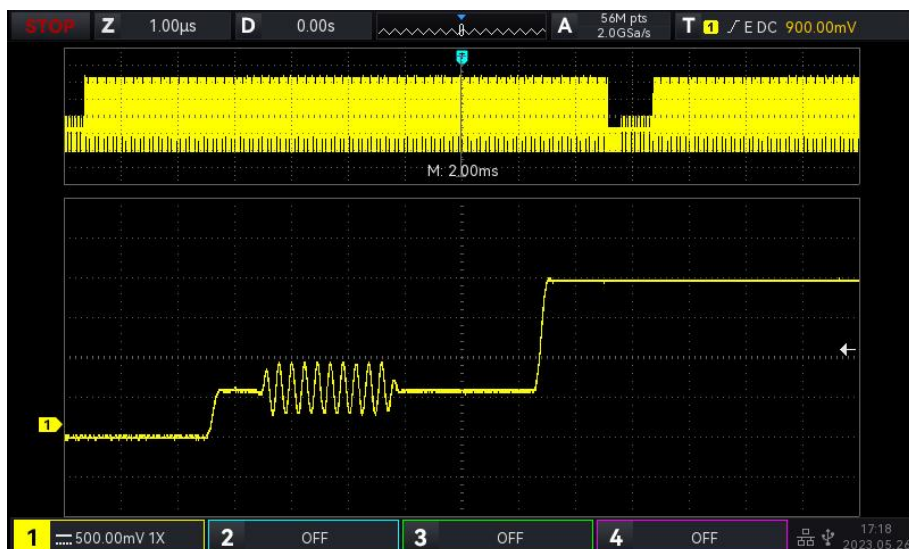 STOP Z 1.00µs D 0.00s A 56M pts 2.0GSa/s T 1 E DC 900.00mV
T
M: 2.00ms
1
1 500.00mV 1X 2 OFF 3 OFF 4 OFF 17:18
2023.05.26